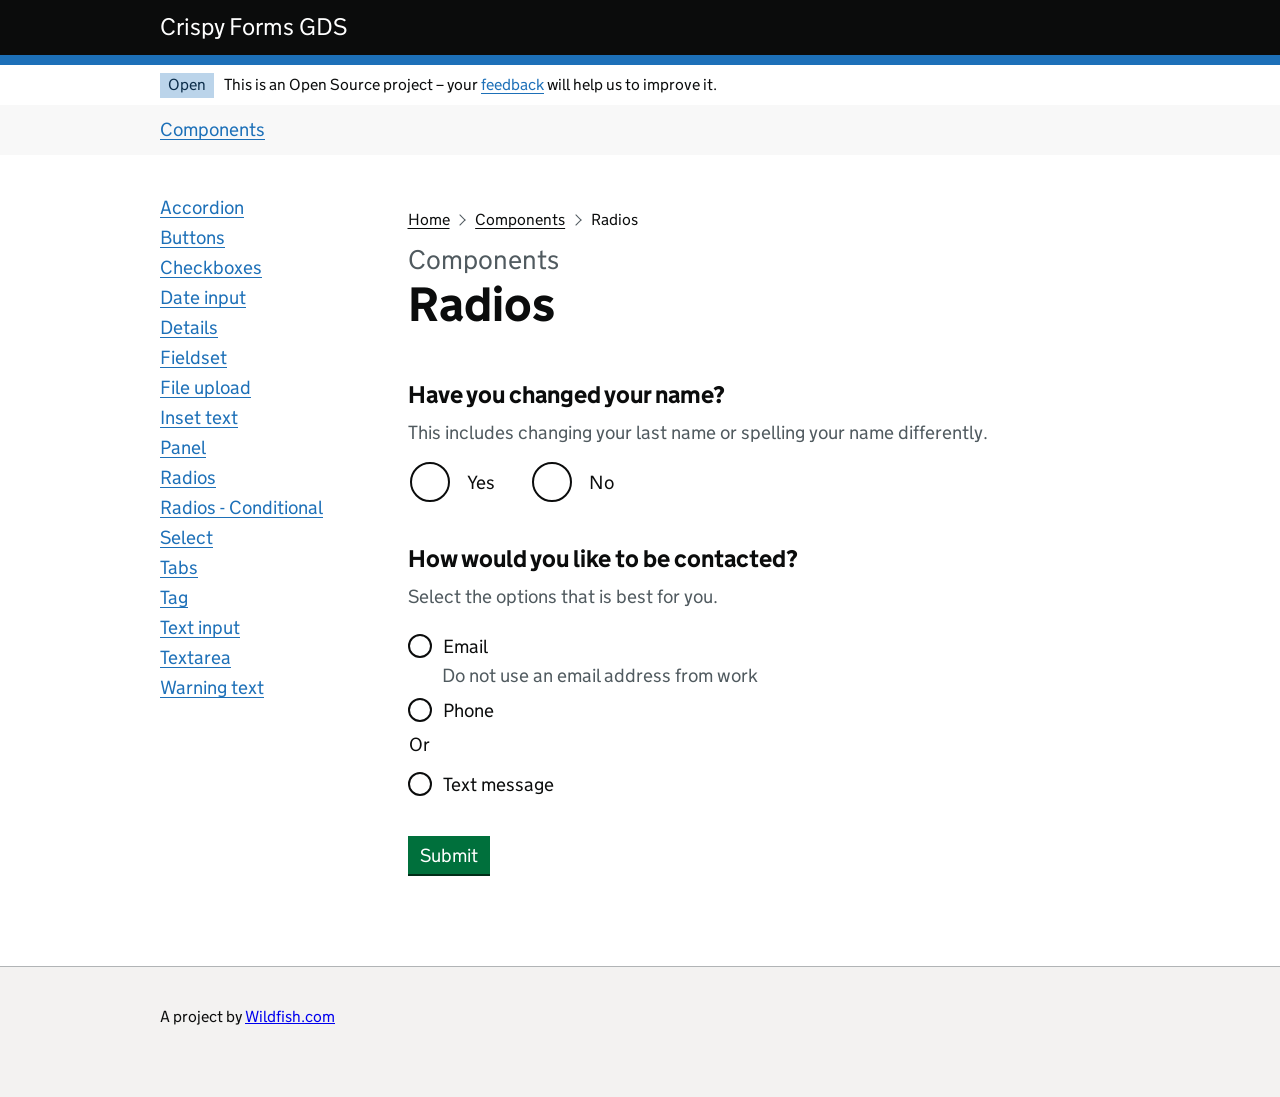 Crispy Forms GDS
Open This is an Open Source project – your feedback will help us to improve it.
Components
Accordion
Buttons
Checkboxes
Date input
Details
Fieldset
File upload
Inset text
Panel
Radios
Radios - Conditional
Select
Tabs
Tag
Text input
Textarea
Warning text
Home Components Radios
Components
Radios
Have you changed your name?
This includes changing your last name or spelling your name differently.
Yes No
How would you like to be contacted?
Select the options that is best for you.
Email
Do not use an email address from work
Phone
Or
Text message
Submit
A project by Wildfish.com